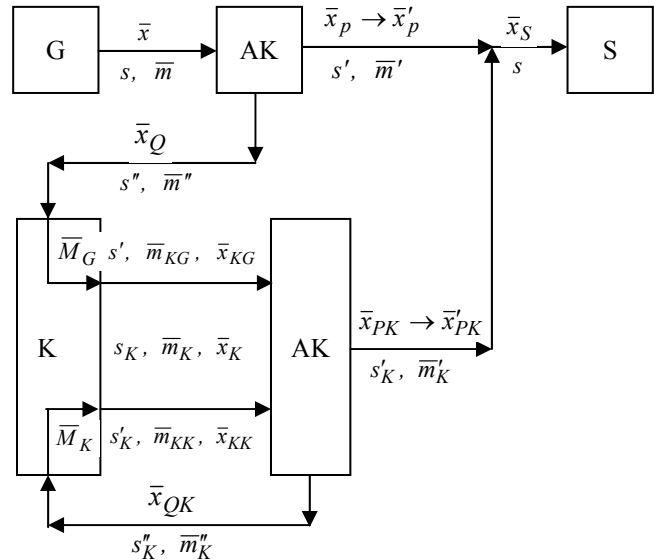 G
x̄
s, m̄
AK
x̄_p → x̄′_p
s′, m̄′
x̄_S
s
S
x̄_Q
s″, m̄″
K
M̄_G s′, m̄_KG, x̄_KG
s_K, m̄_K, x̄_K
M̄_K s′_K, m̄_KK, x̄_KK
AK
x̄_PK → x̄′_PK
s′_K, m̄′_K
x̄_QK
s″_K, m̄″_K